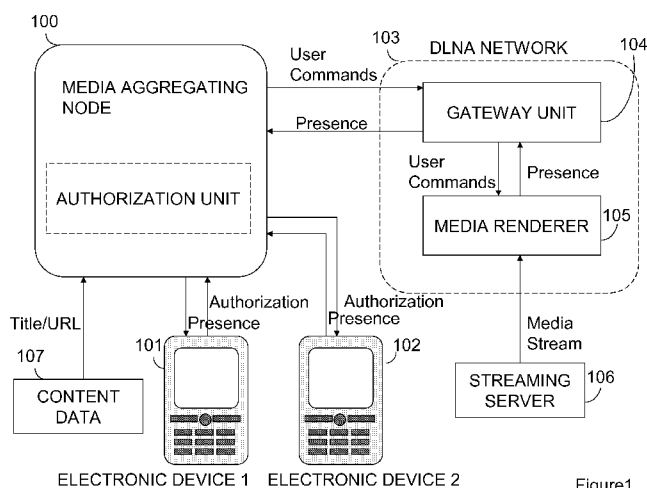 100
MEDIA AGGREGATING
NODE
AUTHORIZATION UNIT
User
Commands
Presence
103
DLNA NETWORK
104
GATEWAY UNIT
User
Commands
Presence
MEDIA RENDERER
105
Media
Stream
STREAMING
SERVER
106
Title/URL
107
CONTENT
DATA
Authorization
Presence
101
Authorization
Presence
102
ELECTRONIC DEVICE 1
ELECTRONIC DEVICE 2
Figure1